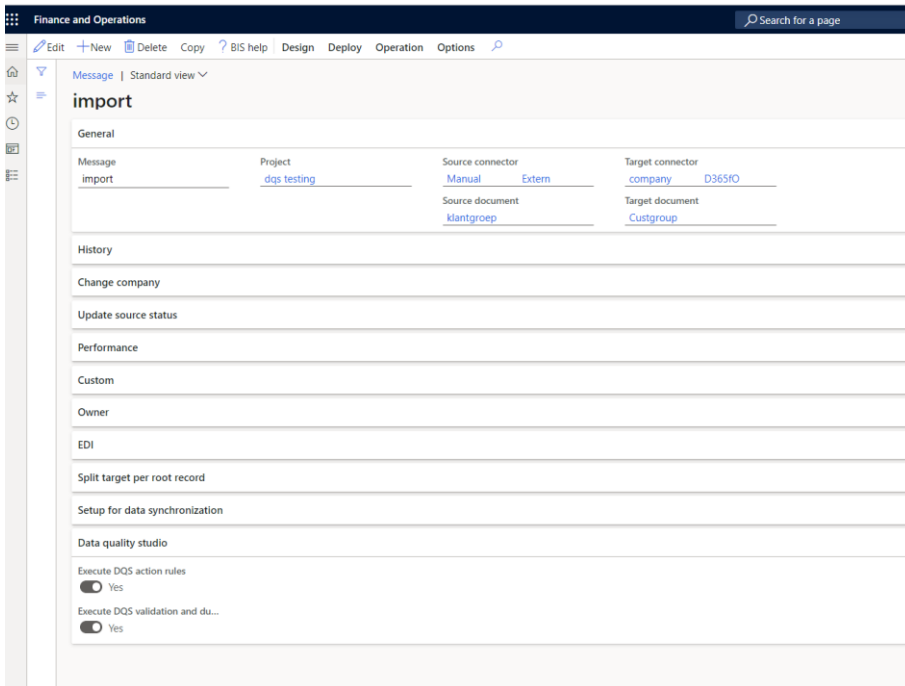 Finance and Operations
Search for a page
Edit New Delete Copy ? BIS help Design Deploy Operation Options
Message | Standard view
import
General
Message Project Source connector Target connector
import dqs testing Manual Extern company D365fO
Source document Target document
klantgroep Custgroup
History
Change company
Update source status
Performance
Custom
Owner
EDI
Split target per root record
Setup for data synchronization
Data quality studio
Execute DQS action rules
Yes
Execute DQS validation and du...
Yes